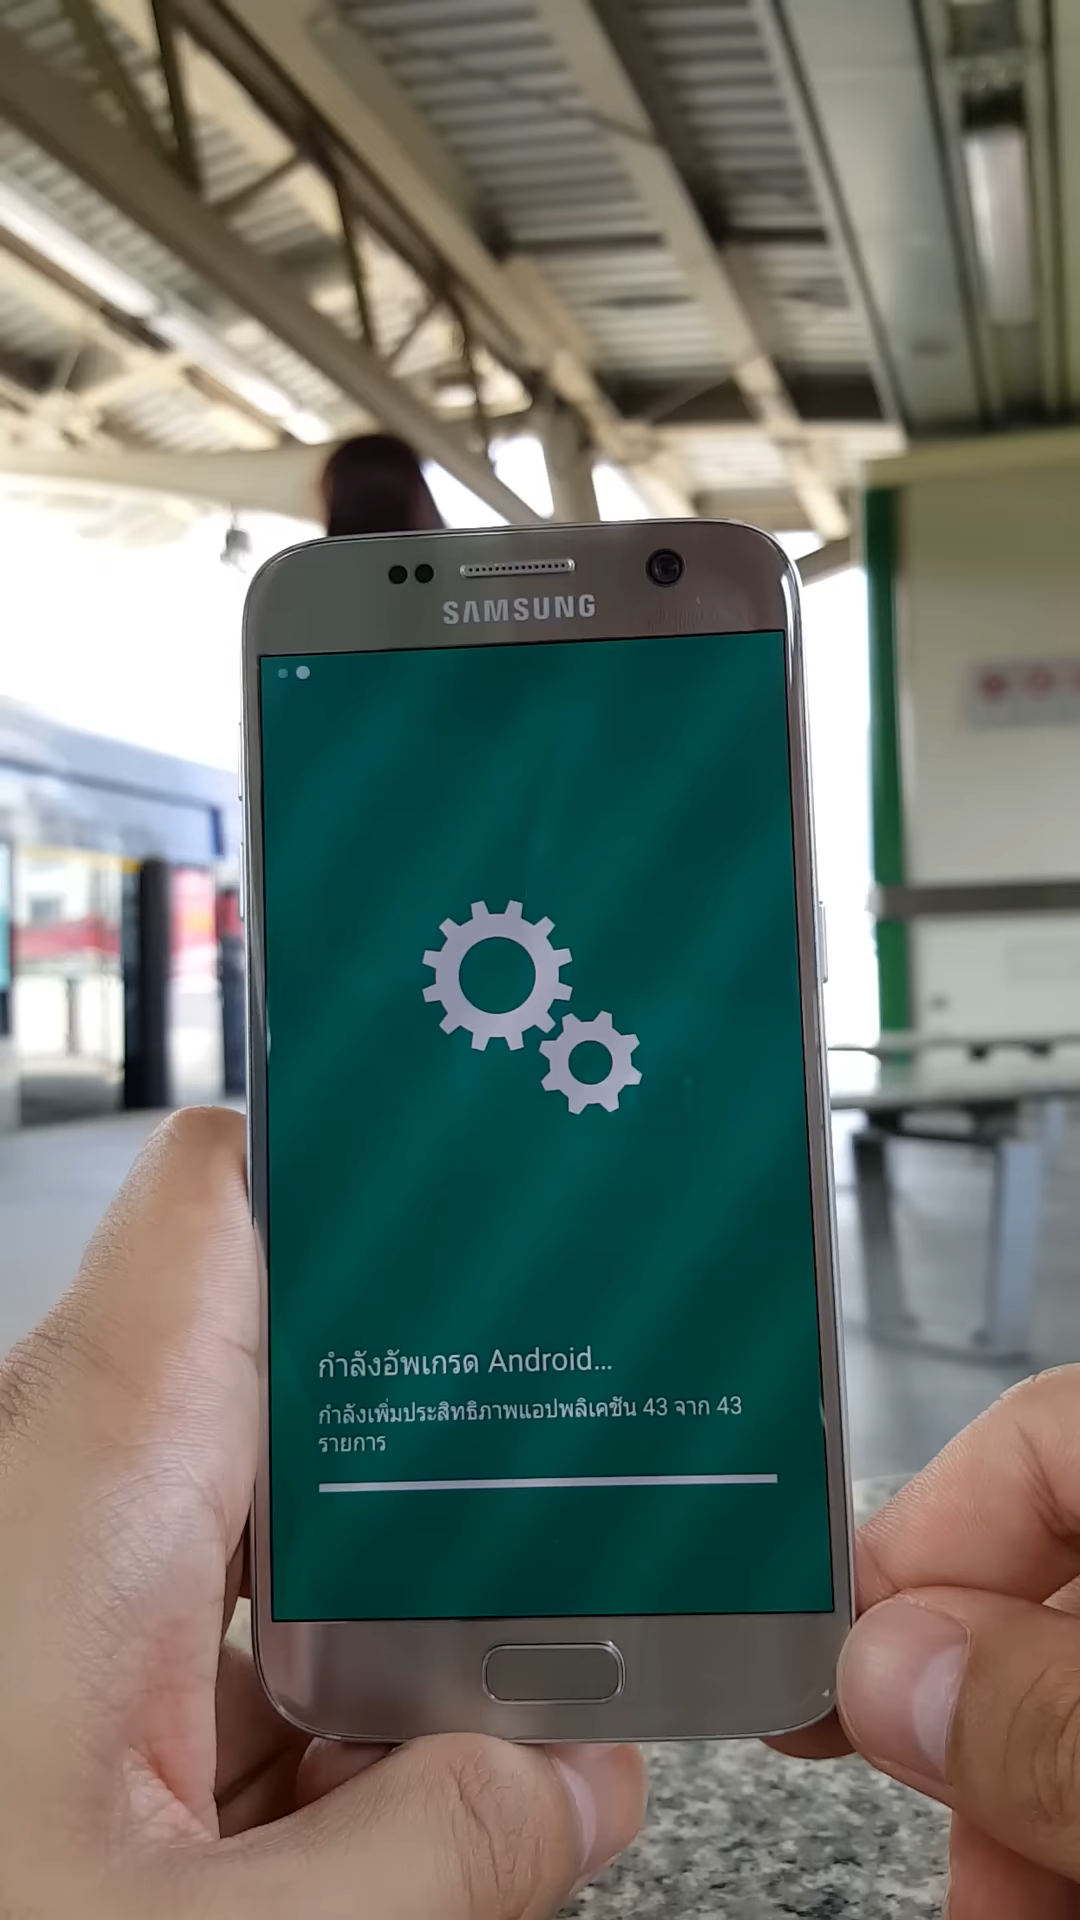 SAMSUNG
กำลังอัพเกรด Android...
กำลังเพิ่มประสิทธิภาพแอปพลิเคชัน 43 จาก 43
รายการ